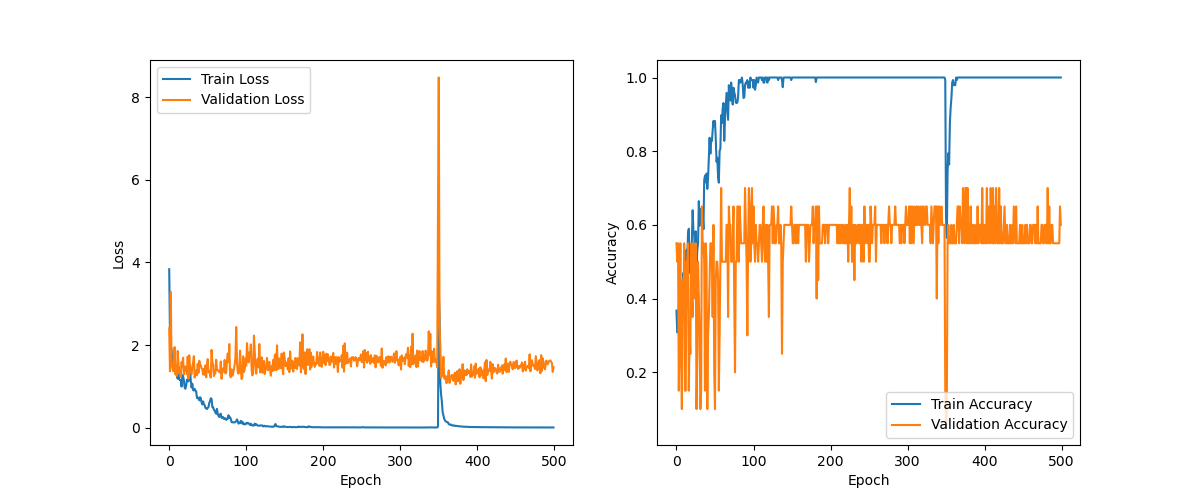 Train Loss
Validation Loss
8
6
4
2
0
Loss
0 100 200 300 400 500
Epoch
1.0
0.8
0.6
0.4
0.2
Accuracy
Train Accuracy
Validation Accuracy
0 100 200 300 400 500
Epoch